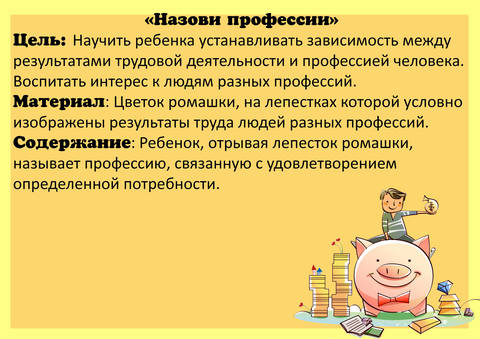 «Назови профессии»
Цель: Научить ребенка устанавливать зависимость между
результатами трудовой деятельности и профессией человека.
Воспитать интерес к людям разных профессий.
Материал: Цветок ромашки, на лепестках которой условно
изображены результаты труда людей разных профессий.
Содержание: Ребенок, отрывая лепесток ромашки,
называет профессию, связанную с удовлетворением
определенной потребности.